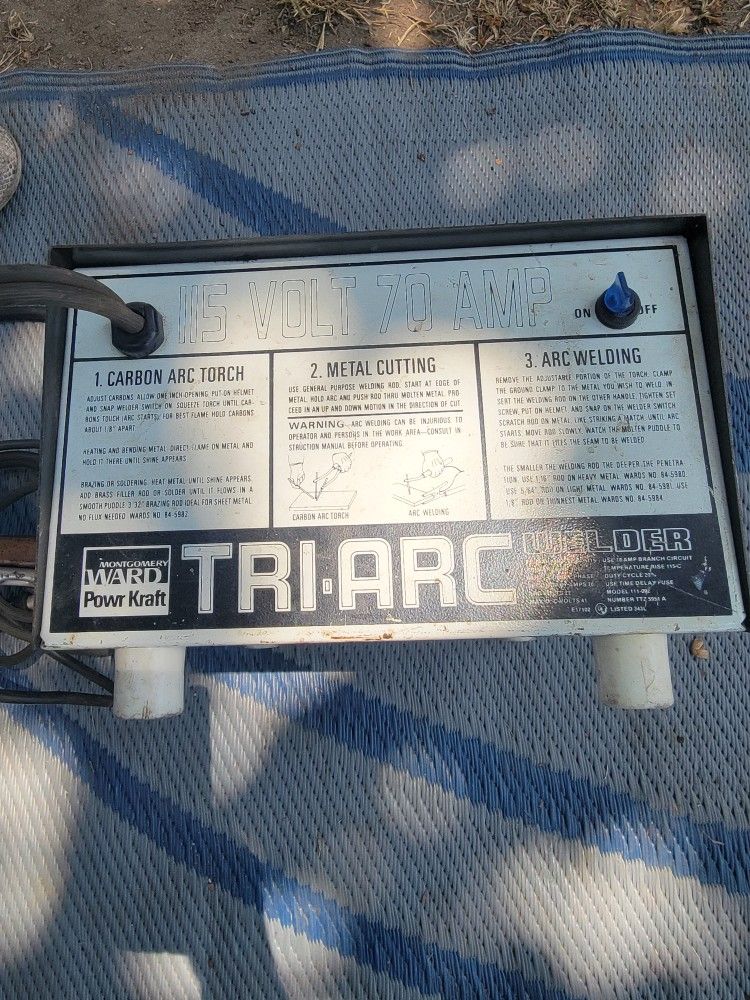 115 VOLT 70 AMP
ON OFF
1. CARBON ARC TORCH
ADJUST CARBONS, ALLOW ONE INCH OPENING PUT ON HELMET
AND SNAP WELDER SWITCH ON SQUEEZE TORCH UNTIL CAR
BONS TOUCH (ARC STARTS). FOR BEST FLAME HOLD CARBONS
ABOUT 1/8" APART
HEATING AND BENDING METAL: DIRECT FLAME ON METAL AND
HOLD IT THERE UNTIL SHINE APPEARS
BRAZING OR SOLDERING: HEAT METAL UNTIL SHINE APPEARS
ADD BRASS FILLER ROD OR SOLDER UNTIL IT FLOWS IN A
SMOOTH PUDDLE 3/32" BRAZING ROD IDEAL FOR SHEET METAL
NO FLUX NEEDED. WARDS NO. 84-5982.
2. METAL CUTTING
USE GENERAL PURPOSE WELDING ROD. START AT EDGE OF
METAL HOLD ARC AND PUSH ROD THRU MOLTEN METAL. PRO
CEED IN AN UP AND DOWN MOTION IN THE DIRECTION OF CUT.
WARNING: ARC WELDING CAN BE INJURIOUS TO
OPERATOR AND PERSONS IN THE WORK AREA—CONSULT IN
STRUCTION MANUAL BEFORE OPERATING.
CARBON ARC TORCH
ARC WELDING
3. ARC WELDING
REMOVE THE ADJUSTABLE PORTION OF THE TORCH. CLAMP
THE GROUND CLAMP TO THE METAL YOU WISH TO WELD. IN
SERT THE WELDING ROD ON THE OTHER HANDLE. TIGHTEN SET
SCREW, PUT ON HELMET, AND SNAP ON THE WELDER SWITCH
SCRATCH ROD ON METAL LIKE STRIKING A MATCH, UNTIL ARC
STARTS. MOVE ROD SLOWLY, WATCH THE MOLTEN PUDDLE TO
BE SURE THAT IT FILLS THE SEAM TO BE WELDED
THE SMALLER THE WELDING ROD THE DEEPER THE PENETRA
TION. USE 1/16" ROD ON HEAVY METAL. WARDS NO. 84-5980.
USE 5/64" ROD ON LIGHT METAL. WARDS NO. 84-5981. USE
1/8" ROD ON THINNEST METAL. WARDS NO. 84-5984.
MONTGOMERY
WARD
Powr Kraft
TRI-ARC WELDER
USE AMP BRANCH CIRCUIT
TEMPERATURE RISE 115°C
PHASE DUTY CYCLE 20%
USE TIME DELAY FUSE
MODEL
VOLTS 41 NUMBER TTZ A
E17102 LISTED